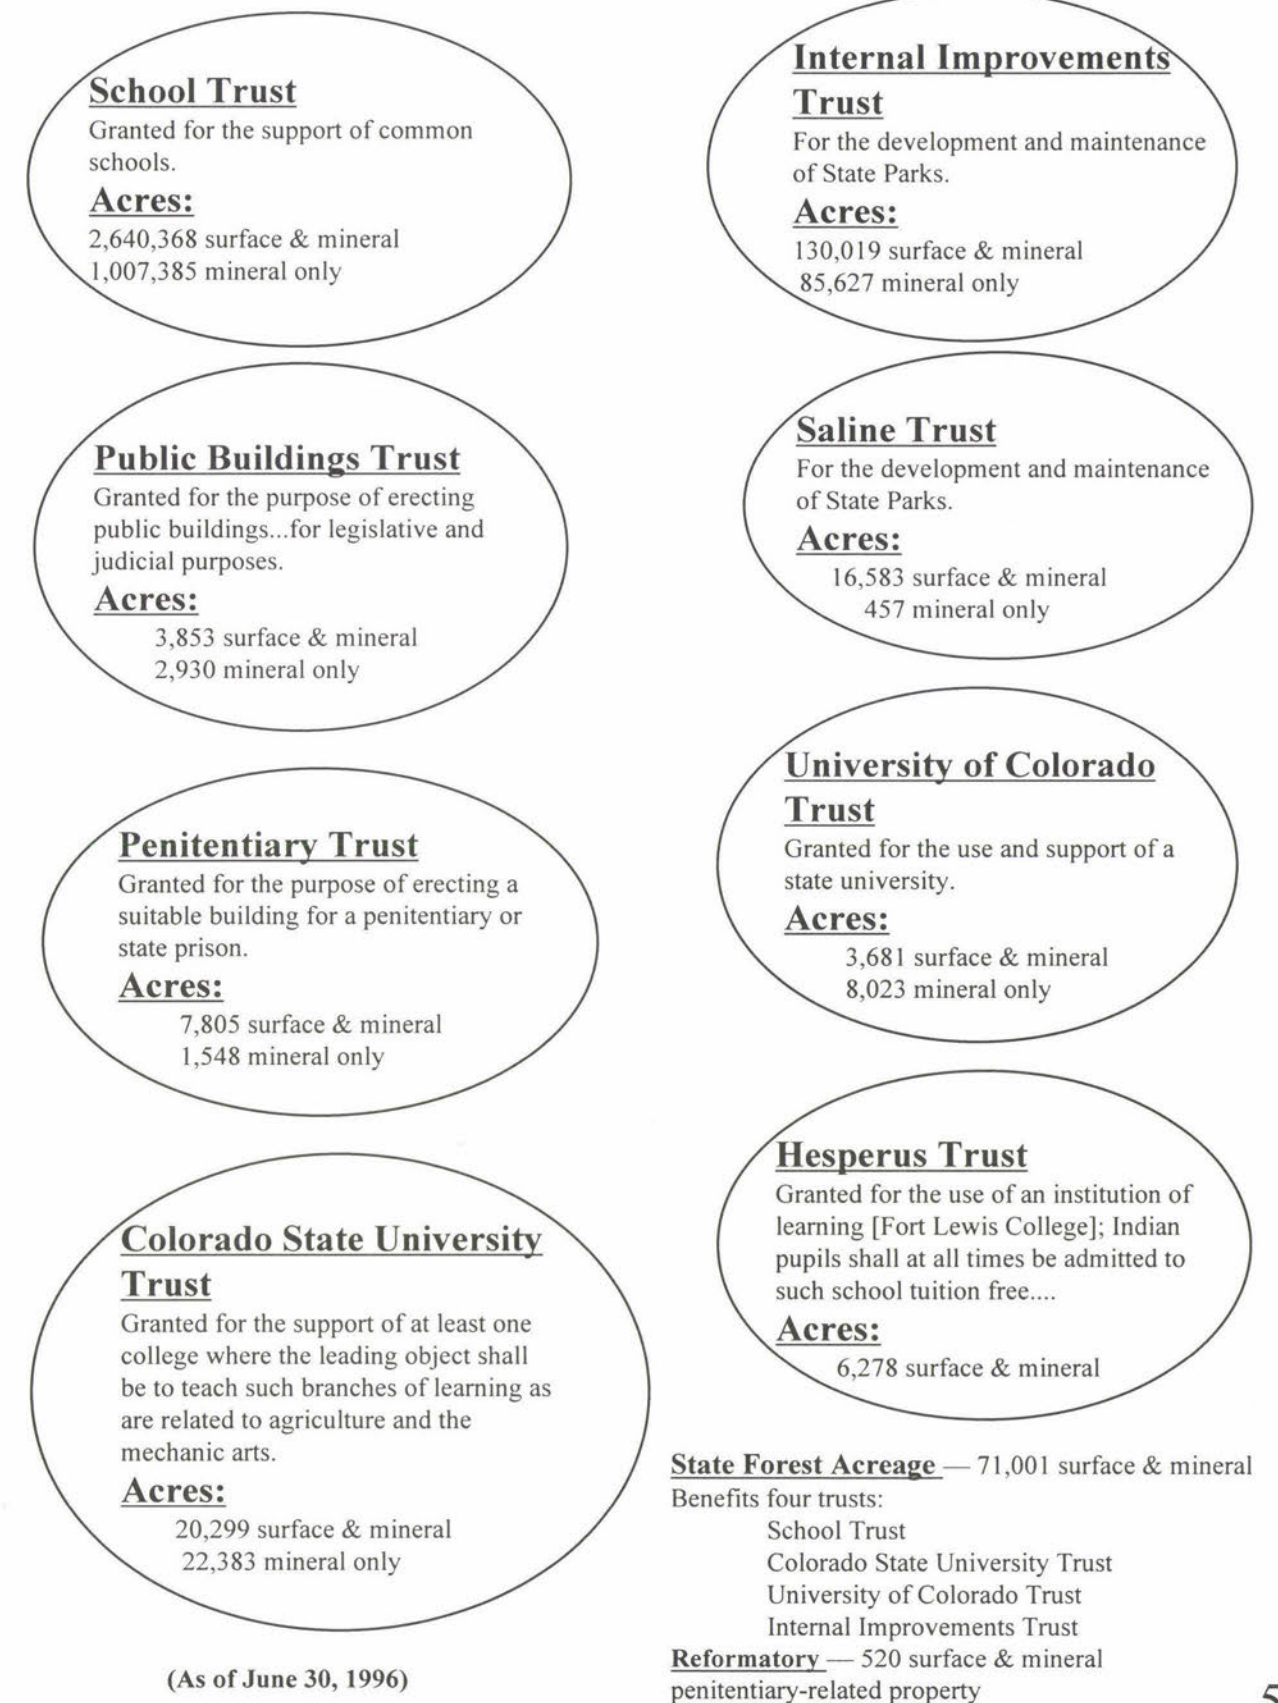 School Trust
Granted for the support of common
schools.
Acres:
2,640,368 surface & mineral
1,007,385 mineral only
Public Buildings Trust
Granted for the purpose of erecting
public buildings...for legislative and
judicial purposes.
Acres:
3,853 surface & mineral
2,930 mineral only
Penitentiary Trust
Granted for the purpose of erecting a
suitable building for a penitentiary or
state prison.
Acres:
7,805 surface & mineral
1,548 mineral only
Colorado State University
Trust
Granted for the support of at least one
college where the leading object shall
be to teach such branches of learning as
are related to agriculture and the
mechanic arts.
Acres:
20,299 surface & mineral
22,383 mineral only
(As of June 30, 1996)
Internal Improvements
Trust
For the development and maintenance
of State Parks.
Acres:
130,019 surface & mineral
85,627 mineral only
Saline Trust
For the development and maintenance
of State Parks.
Acres:
16,583 surface & mineral
457 mineral only
University of Colorado
Trust
Granted for the use and support of a
state university.
Acres:
3,681 surface & mineral
8,023 mineral only
Hesperus Trust
Granted for the use of an institution of
learning [Fort Lewis College]; Indian
pupils shall at all times be admitted to
such school tuition free....
Acres:
6,278 surface & mineral
State Forest Acreage — 71,001 surface & mineral
Benefits four trusts:
School Trust
Colorado State University Trust
University of Colorado Trust
Internal Improvements Trust
Reformatory — 520 surface & mineral
penitentiary-related property
5